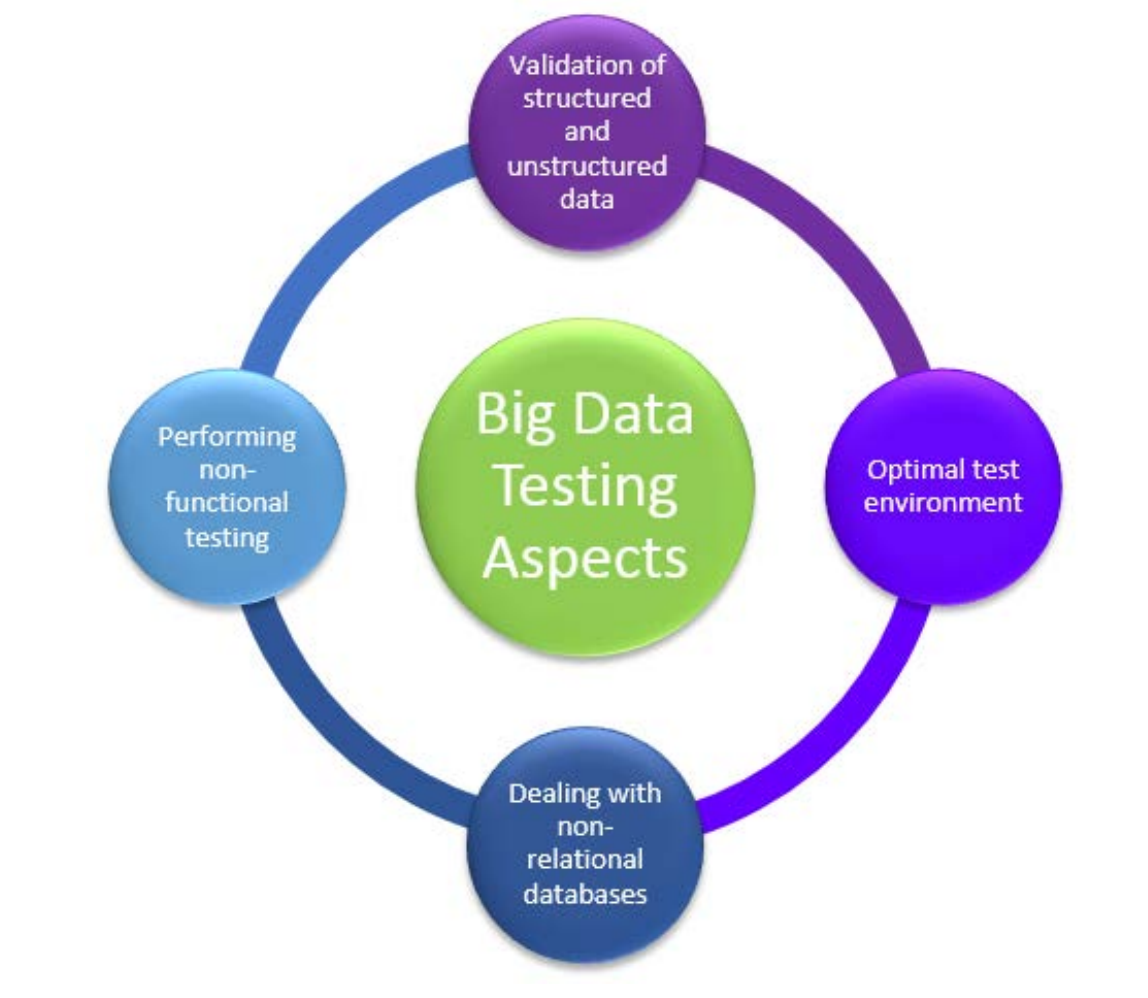 Validation of
structured
and
unstructured
data
Big Data
Testing
Aspects
Performing
non-
functional
testing
Optimal test
environment
Dealing with
non-
relational
databases